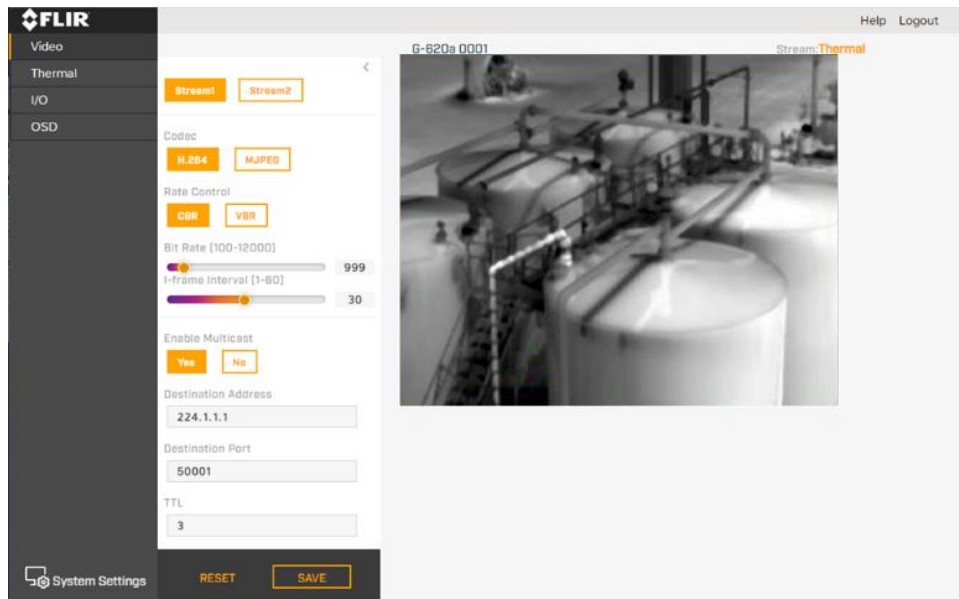 FLIR
Help Logout
Video
Thermal
I/O
OSD
G-620a 0001
Stream:Thermal
<
Stream1 Stream2
Codec
H.264 MJPEG
Rate Control
CBR VBR
Bit Rate [100-12000]
999
I-frame Interval [1-60]
30
Enable Multicast
Yes No
Destination Address
224.1.1.1
Destination Port
50001
TTL
3
System Settings
RESET SAVE